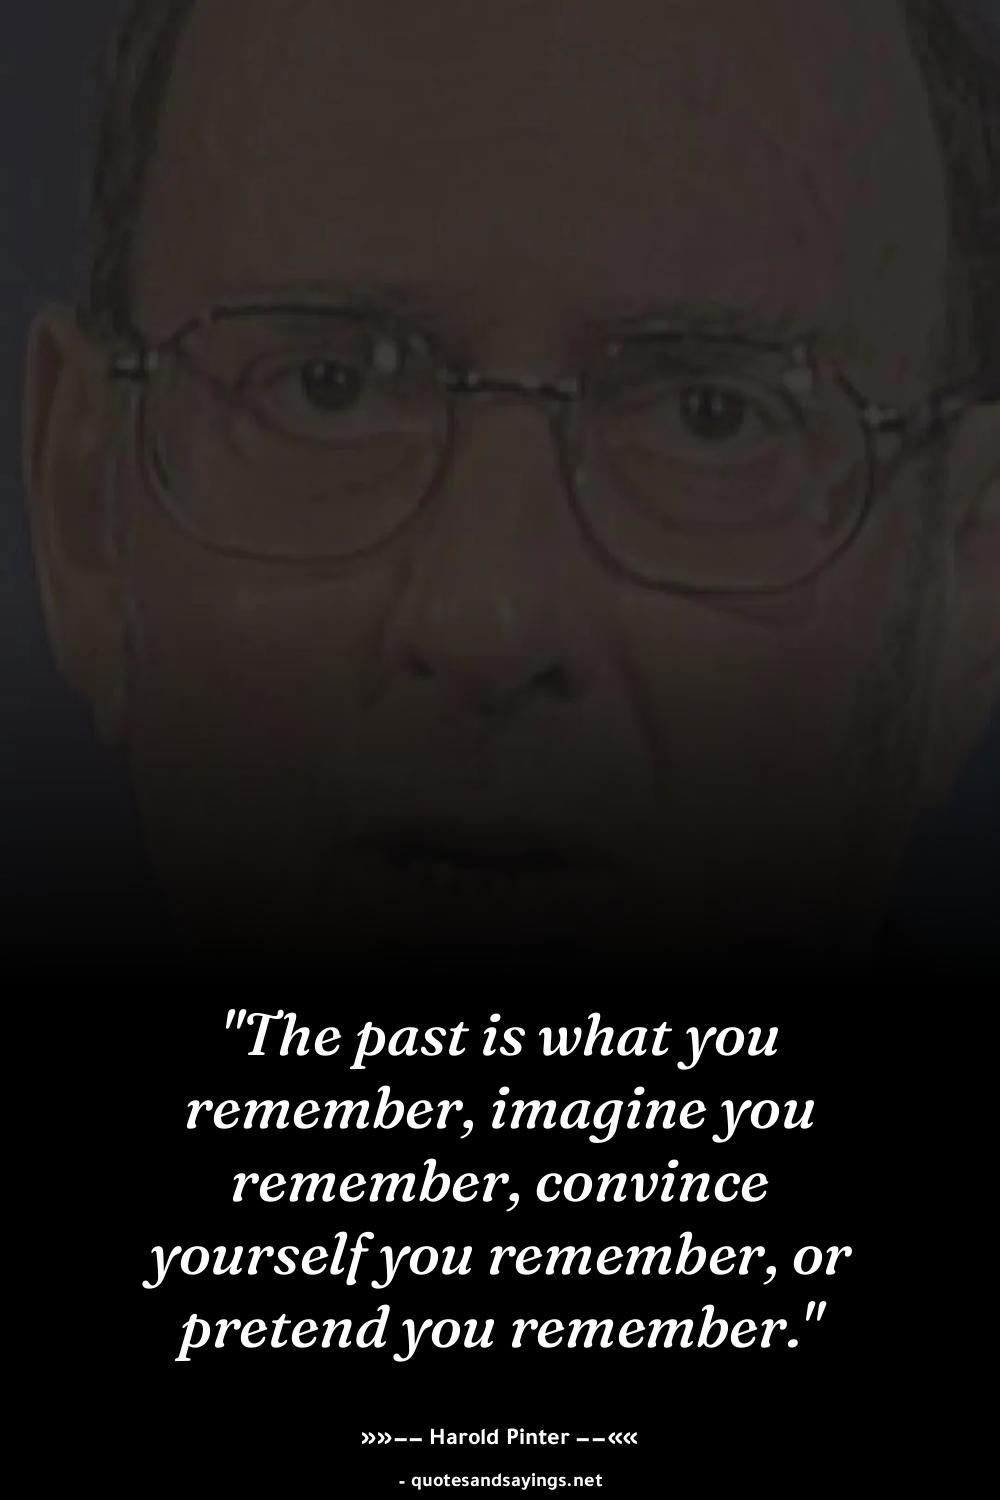 "The past is what you
remember, imagine you
remember, convince
yourself you remember, or
pretend you remember."
»»−− Harold Pinter −−««
- quotesandsayings.net